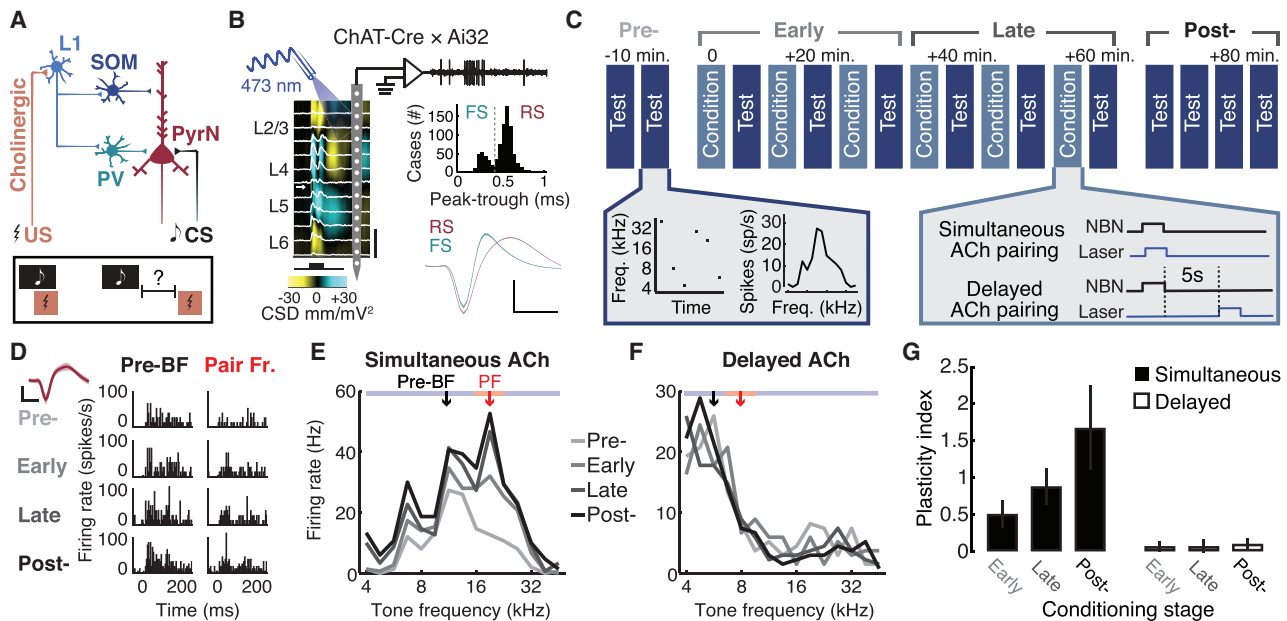 A
L1
SOM
Cholinergic
PyrN
PV
US
CS
?
B
ChAT-Cre × Ai32
473 nm
L2/3
L4
L5
L6
-30 0 +30
CSD mm/mV²
Cases (#)
150
100
50
0
FS RS
0 0.5 1
Peak-trough (ms)
RS
FS
C
Pre- Early Late Post-
-10 min. 0 +20 min. +40 min. +60 min. +80 min.
Test Test Condition Test Condition Test Condition Test Condition Test Condition Test Condition Test Test Test
Freq. (kHz)
32
16
8
4
Time
Spikes (sp/s)
30
20
10
0
Freq. (kHz)
Simultaneous
ACh pairing
NBN
Laser
Delayed
ACh pairing
NBN
Laser
5s
D
Pre-BF Pair Fr.
Pre-
Early
Late
Post-
Firing rate (spikes/s)
100
0
100
0
100
0
100
0
0 200 0 200
Time (ms)
E
Simultaneous ACh
Pre-BF PF
Firing rate (Hz)
60
40
20
0
4 8 16 32
Tone frequency (kHz)
Pre-
Early
Late
Post-
F
Delayed ACh
30
20
10
0
4 8 16 32
Tone frequency (kHz)
G
Simultaneous
Delayed
Plasticity index
2.5
2
1.5
1
0.5
0
Early Late Post- Early Late Post-
Conditioning stage